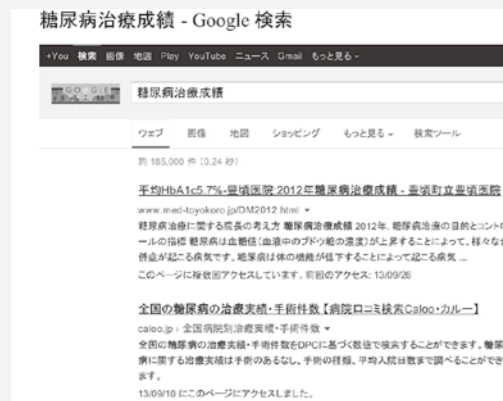 糖尿病治療成績 - Google 検索
+You 検索 画像 地図 Play YouTube ニュース Gmail もっと見る -
GOOGLE
糖尿病治療成績
ウェブ 画像 地図 ショッピング もっと見る 検索ツール
約 185,000 件 (0.24 秒)
平均HbA1c5.7%-豊頃医院:2012年糖尿病治療成績 - 豊頃町立豊頃医院
www.med-toyokoro.jp/DM2012.html
糖尿病治療に関する院長の考え方 糖尿病治療成績 2012年. 糖尿病治療の目的とコント
ールの指標 糖尿病は血糖値(血液中のブドウ糖の濃度)が上昇することによって、様々な
併症が起こる病気です。糖尿病は体の機能が低下することによって起こる病気 ...
このページに複数回アクセスしています。前回のアクセス: 13/09/26
全国の糖尿病の治療実績・手術件数【病院口コミ検索Caloo・カルー】
caloo.jp › 全国病院別治療実績・手術件数
全国の糖尿病の治療実績・手術件数をDPCに基づく数値で検索することができます。糖尿
病に関する治療実績は手術のあるなし、手術の種類、平均入院日数まで調べることができ
ます。
13/09/10 にこのページにアクセスしました。